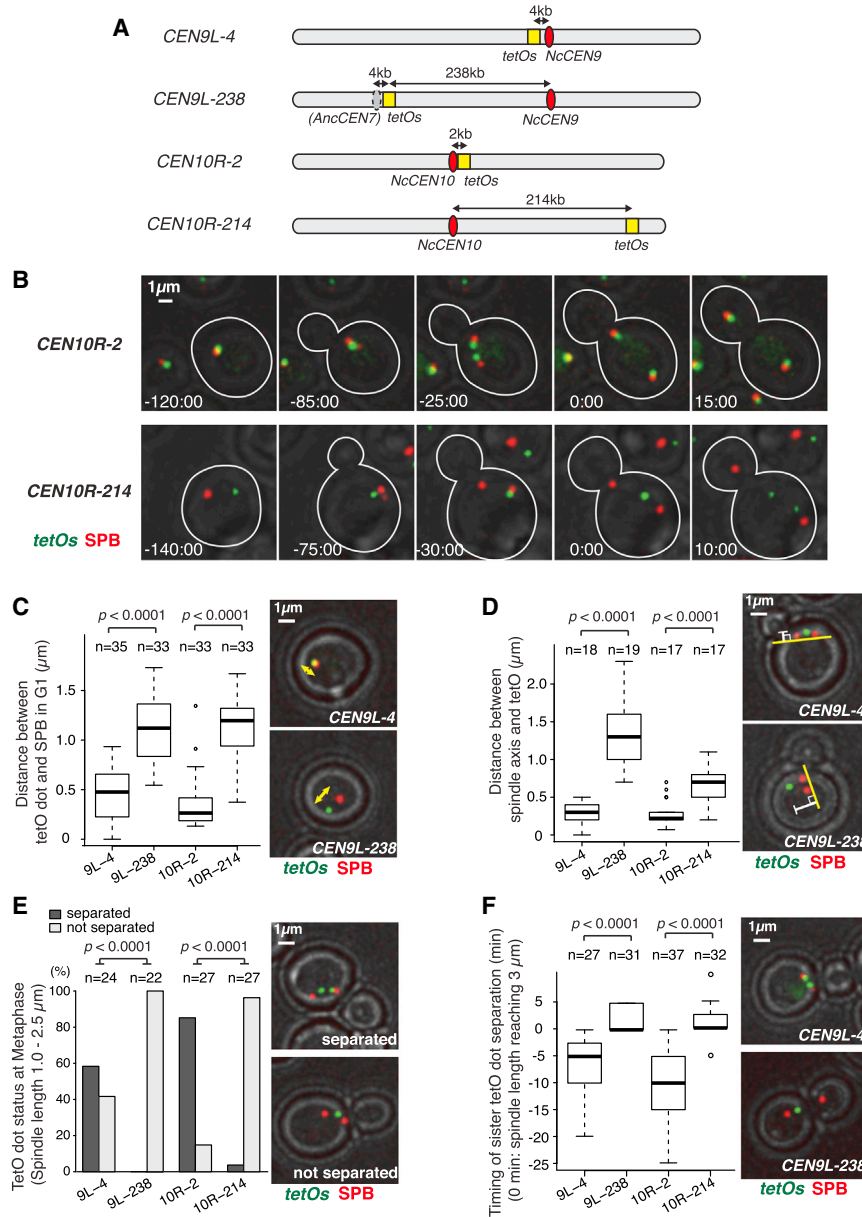 A
CEN9L-4
4kb
tetOs NcCEN9
CEN9L-238
4kb 238kb
(AncCEN7) tetOs NcCEN9
CEN10R-2
2kb
NcCEN10 tetOs
CEN10R-214
214kb
NcCEN10 tetOs
B
1μm
CEN10R-2
-120:00 -85:00 -25:00 0:00 15:00
CEN10R-214
tetOs SPB
-140:00 -75:00 -30:00 0:00 10:00
C
p < 0.0001 p < 0.0001
n=35 n=33 n=33 n=33
Distance between
tetO dot and SPB in G1 (μm)
1.5
1.0
0.5
0
9L–4 9L–238 10R–2 10R–214
1μm
CEN9L-4
CEN9L-238
tetOs SPB
D
p < 0.0001 p < 0.0001
n=18 n=19 n=17 n=17
Distance between
spindle axis and tetO (μm)
2.0
1.5
1.0
0.5
0
9L–4 9L–238 10R–2 10R–214
1μm
CEN9L-4
CEN9L-238
tetOs SPB
E
separated
not separated
p < 0.0001 p < 0.0001
(%) n=24 n=22 n=27 n=27
TetO dot status at Metaphase
(Spindle length 1.0 - 2.5 μm)
100
80
60
40
20
0
9L–4 9L–238 10R–2 10R–214
1μm
separated
not separated
tetOs SPB
F
p < 0.0001 p < 0.0001
n=27 n=31 n=37 n=32
Timing of sister tetO dot separation (min)
(0 min: spindle length reaching 3 μm)
5
0
-5
-10
-15
-20
-25
9L–4 9L–238 10R–2 10R–214
1μm
CEN9L-4
CEN9L-238
tetOs SPB